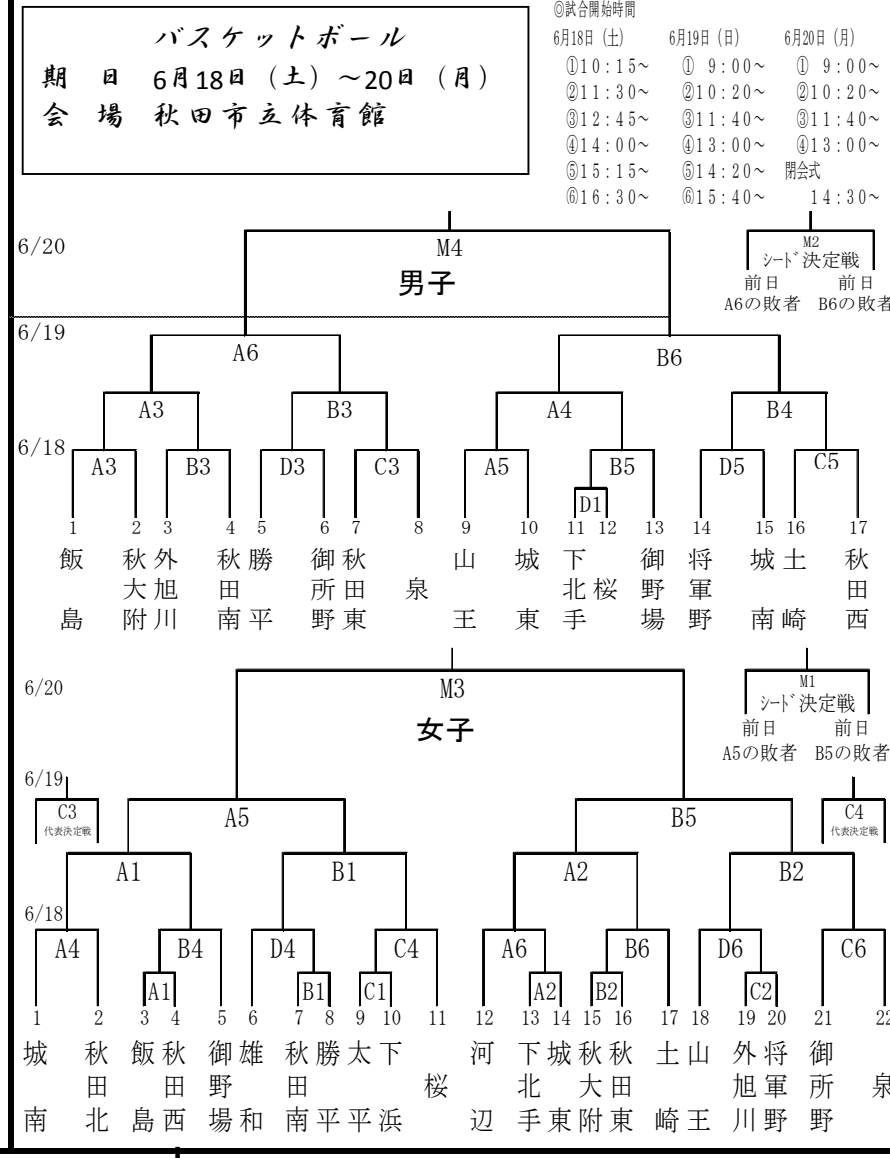 バスケットボール
期 日 6月18日（土）～20日（月）
会 場 秋田市立体育館
◎試合開始時間
6月18日（土） 6月19日（日） 6月20日（月）
①10:15～ ① 9:00～ ① 9:00～
②11:30～ ②10:20～ ②10:20～
③12:45～ ③11:40～ ③11:40～
④14:00～ ④13:00～ ④13:00～
⑤15:15～ ⑤14:20～ 閉会式
⑥16:30～ ⑥15:40～ 14:30～
6/20
M4
男子
M2
シード決定戦
前日 前日
A6の敗者 B6の敗者
6/19
A6 B6
A3 B3 A4 B4
6/18
A3 B3 D3 C3 A5 B5 D5 C5
D1
1 2 3 4 5 6 7 8 9 10 11 12 13 14 15 16 17
飯島
秋大附
外旭川
秋田南
勝平
御所野
秋田東
泉
山王
城東
下北手
桜
御野場
将軍野
城南
土崎
秋田西
6/20
M3
女子
M1
シード決定戦
前日 前日
A5の敗者 B5の敗者
6/19
C3
代表決定戦
A5 B5
C4
代表決定戦
A1 B1 A2 B2
6/18
A4 B4 D4 C4 A6 B6 D6 C6
A1 B1 C1 A2 B2 C2
1 2 3 4 5 6 7 8 9 10 11 12 13 14 15 16 17 18 19 20 21 22
城南
秋田北
飯島
秋田西
御野場
雄和
秋田南
勝平
太平
下浜
桜
河辺
下北手
城東
秋大附
秋田東
土崎
山王
外旭川
将軍野
御所野
泉